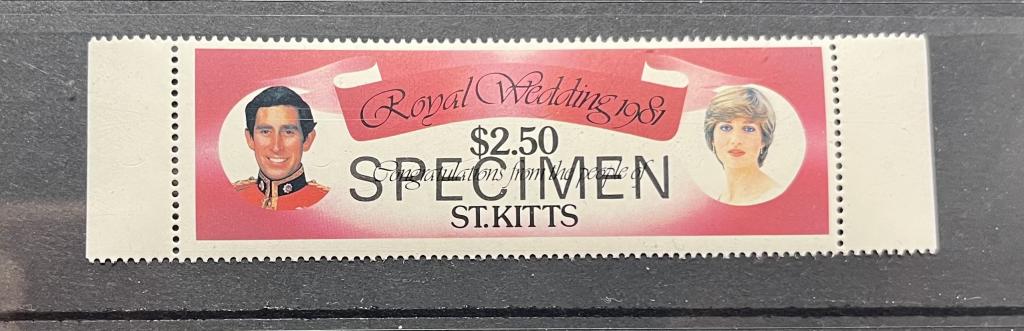 Royal Wedding 1981
$2.50
Congratulations from the people of
SPECIMEN
ST.KITTS